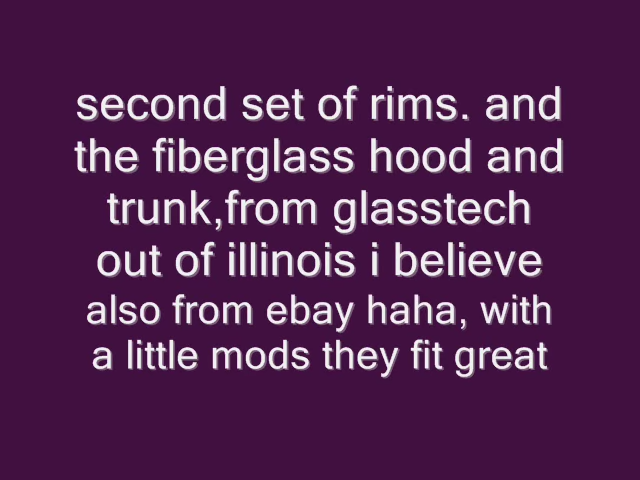 second set of rims. and
the fiberglass hood and
trunk,from glasstech
out of illinois i believe
also from ebay haha, with
a little mods they fit great